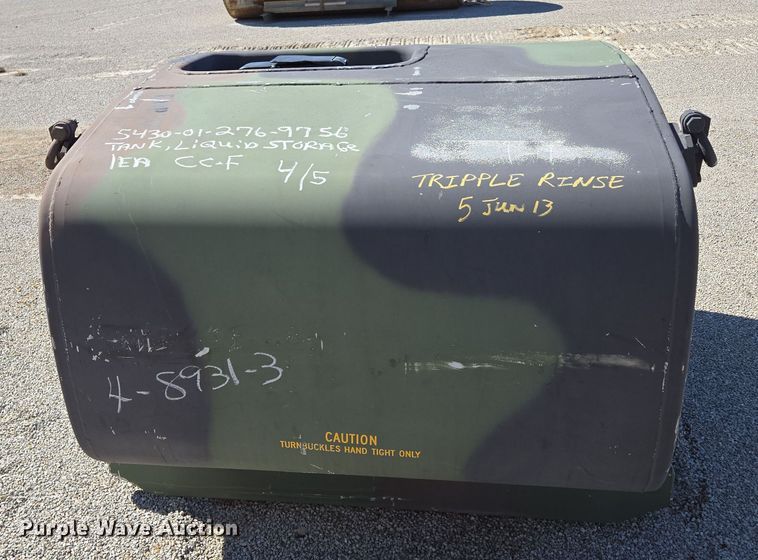 5430-01-276-9756
TANK, LIQUID STORAGE
1EA CC-F 4/5
TRIPPLE RINSE
5 JUN 13
4-8931-3
CAUTION
TURNBUCKLES HAND TIGHT ONLY
Purple Wave Auction